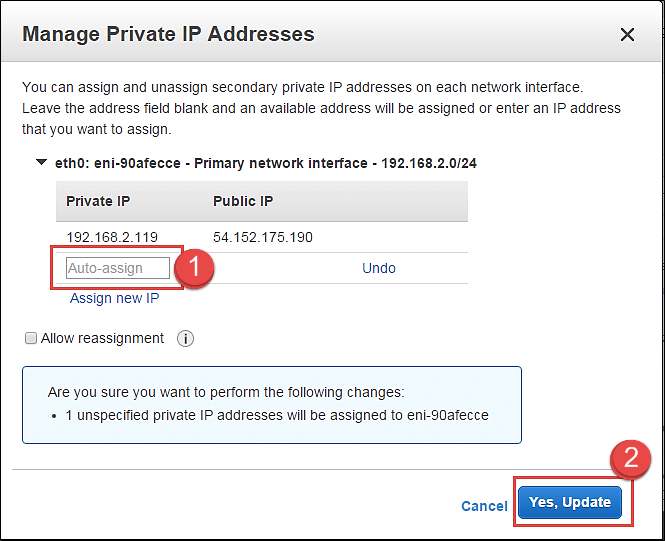 Manage Private IP Addresses
You can assign and unassign secondary private IP addresses on each network interface.
Leave the address field blank and an available address will be assigned or enter an IP address
that you want to assign.
eth0: eni-90afecce - Primary network interface - 192.168.2.0/24
Private IP Public IP
192.168.2.119 54.152.175.190
Auto-assign 1 Undo
Assign new IP
Allow reassignment i
Are you sure you want to perform the following changes:
• 1 unspecified private IP addresses will be assigned to eni-90afecce
2
Cancel Yes, Update